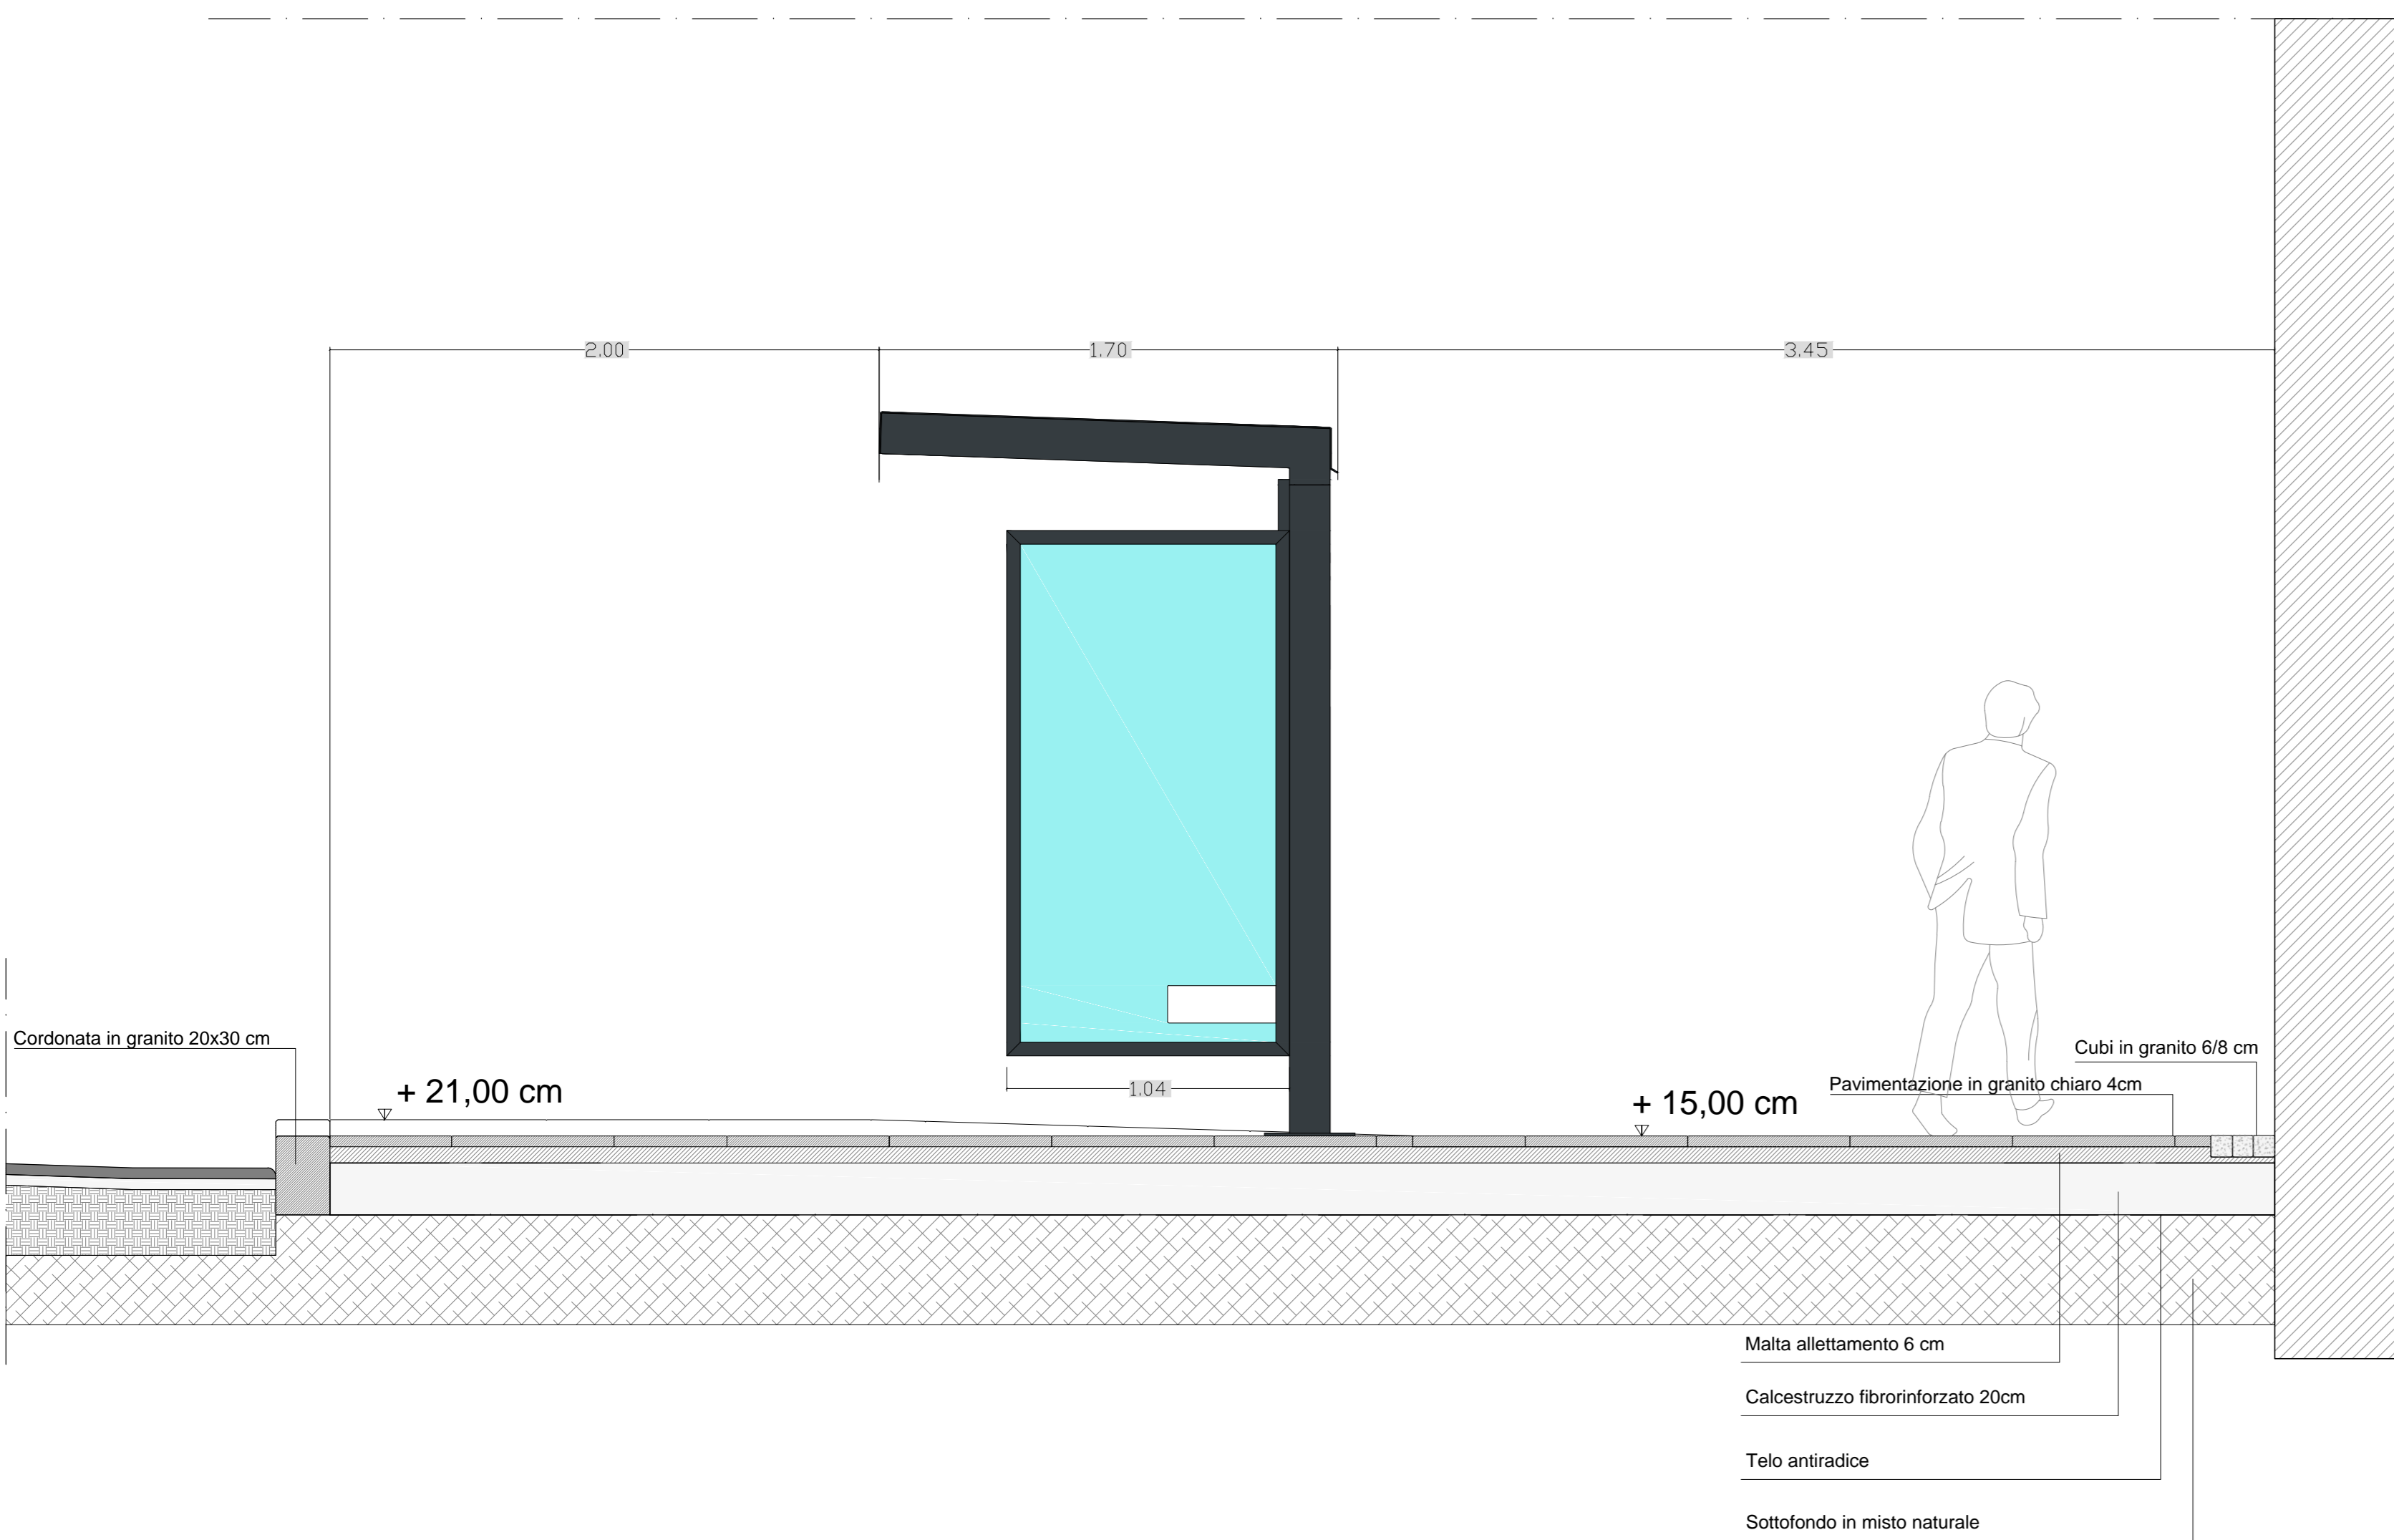 2.00
1.70
3.45
Cordonata in granito 20x30 cm
+ 21,00 cm
1.04
+ 15,00 cm
Cubi in granito 6/8 cm
Pavimentazione in granito chiaro 4cm
Malta allettamento 6 cm
Calcestruzzo fibrorinforzato 20cm
Telo antiradice
Sottofondo in misto naturale